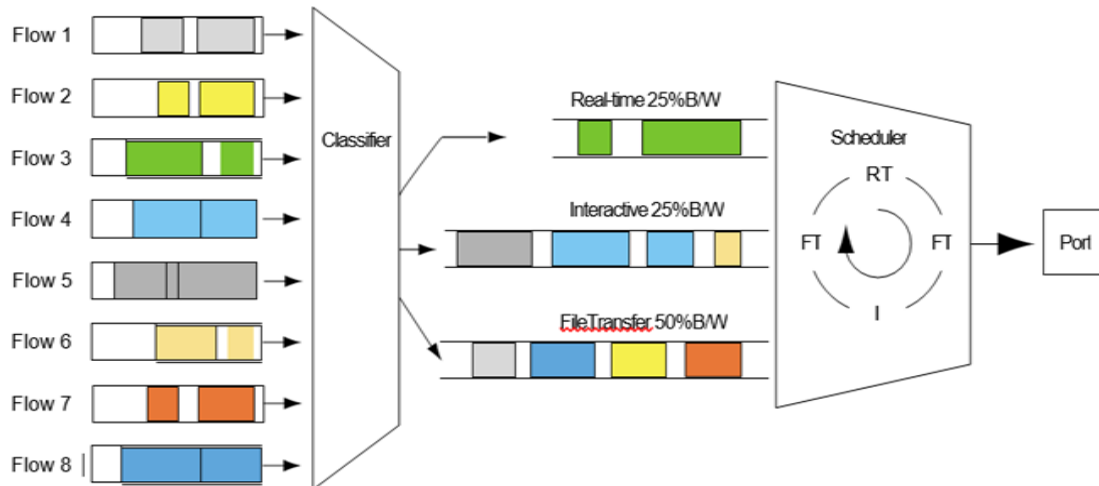 Flow 1
Flow 2
Flow 3
Flow 4
Flow 5
Flow 6
Flow 7
Flow 8
Classifier
Real-time 25%B/W
Interactive 25%B/W
FileTransfer 50%B/W
Scheduler
RT
FT FT
I
Port